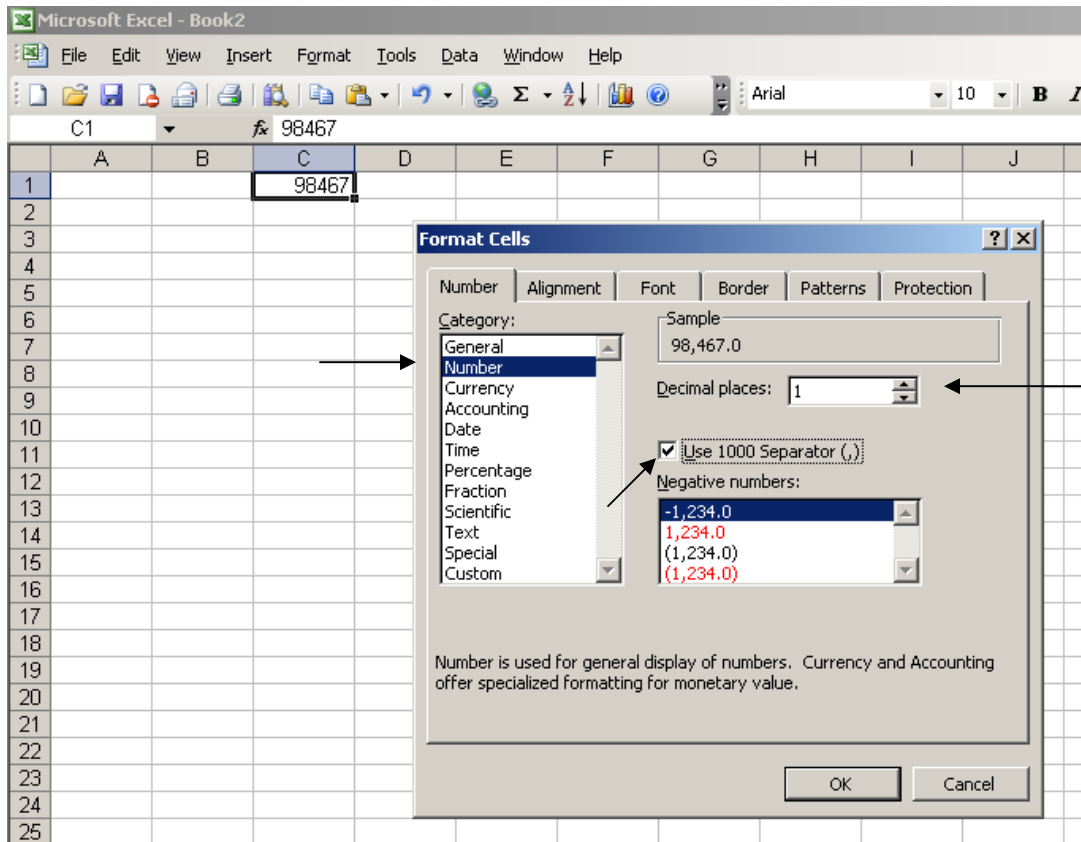 Microsoft Excel - Book2
File Edit View Insert Format Tools Data Window Help
Σ A Z Arial 10 B I
C1 fx 98467
A B C D E F G H I J
1 98467
2
3
4
5
6
7
8
9
10
11
12
13
14
15
16
17
18
19
20
21
22
23
24
25
Format Cells ? X
Number Alignment Font Border Patterns Protection
Category:
General
Number
Currency
Accounting
Date
Time
Percentage
Fraction
Scientific
Text
Special
Custom
Sample
98,467.0
Decimal places: 1
Use 1000 Separator (,)
Negative numbers:
-1,234.0
1,234.0
(1,234.0)
(1,234.0)
Number is used for general display of numbers. Currency and Accounting
offer specialized formatting for monetary value.
OK Cancel